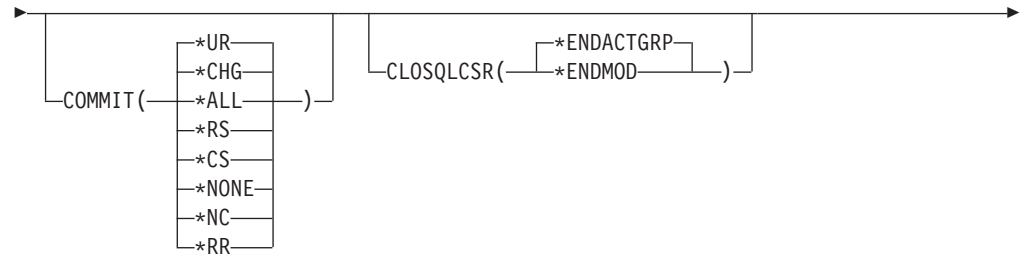 COMMIT( *UR )
*CHG
*ALL
*RS
*CS
*NONE
*NC
*RR
CLOSQLCSR( *ENDACTGRP )
*ENDMOD